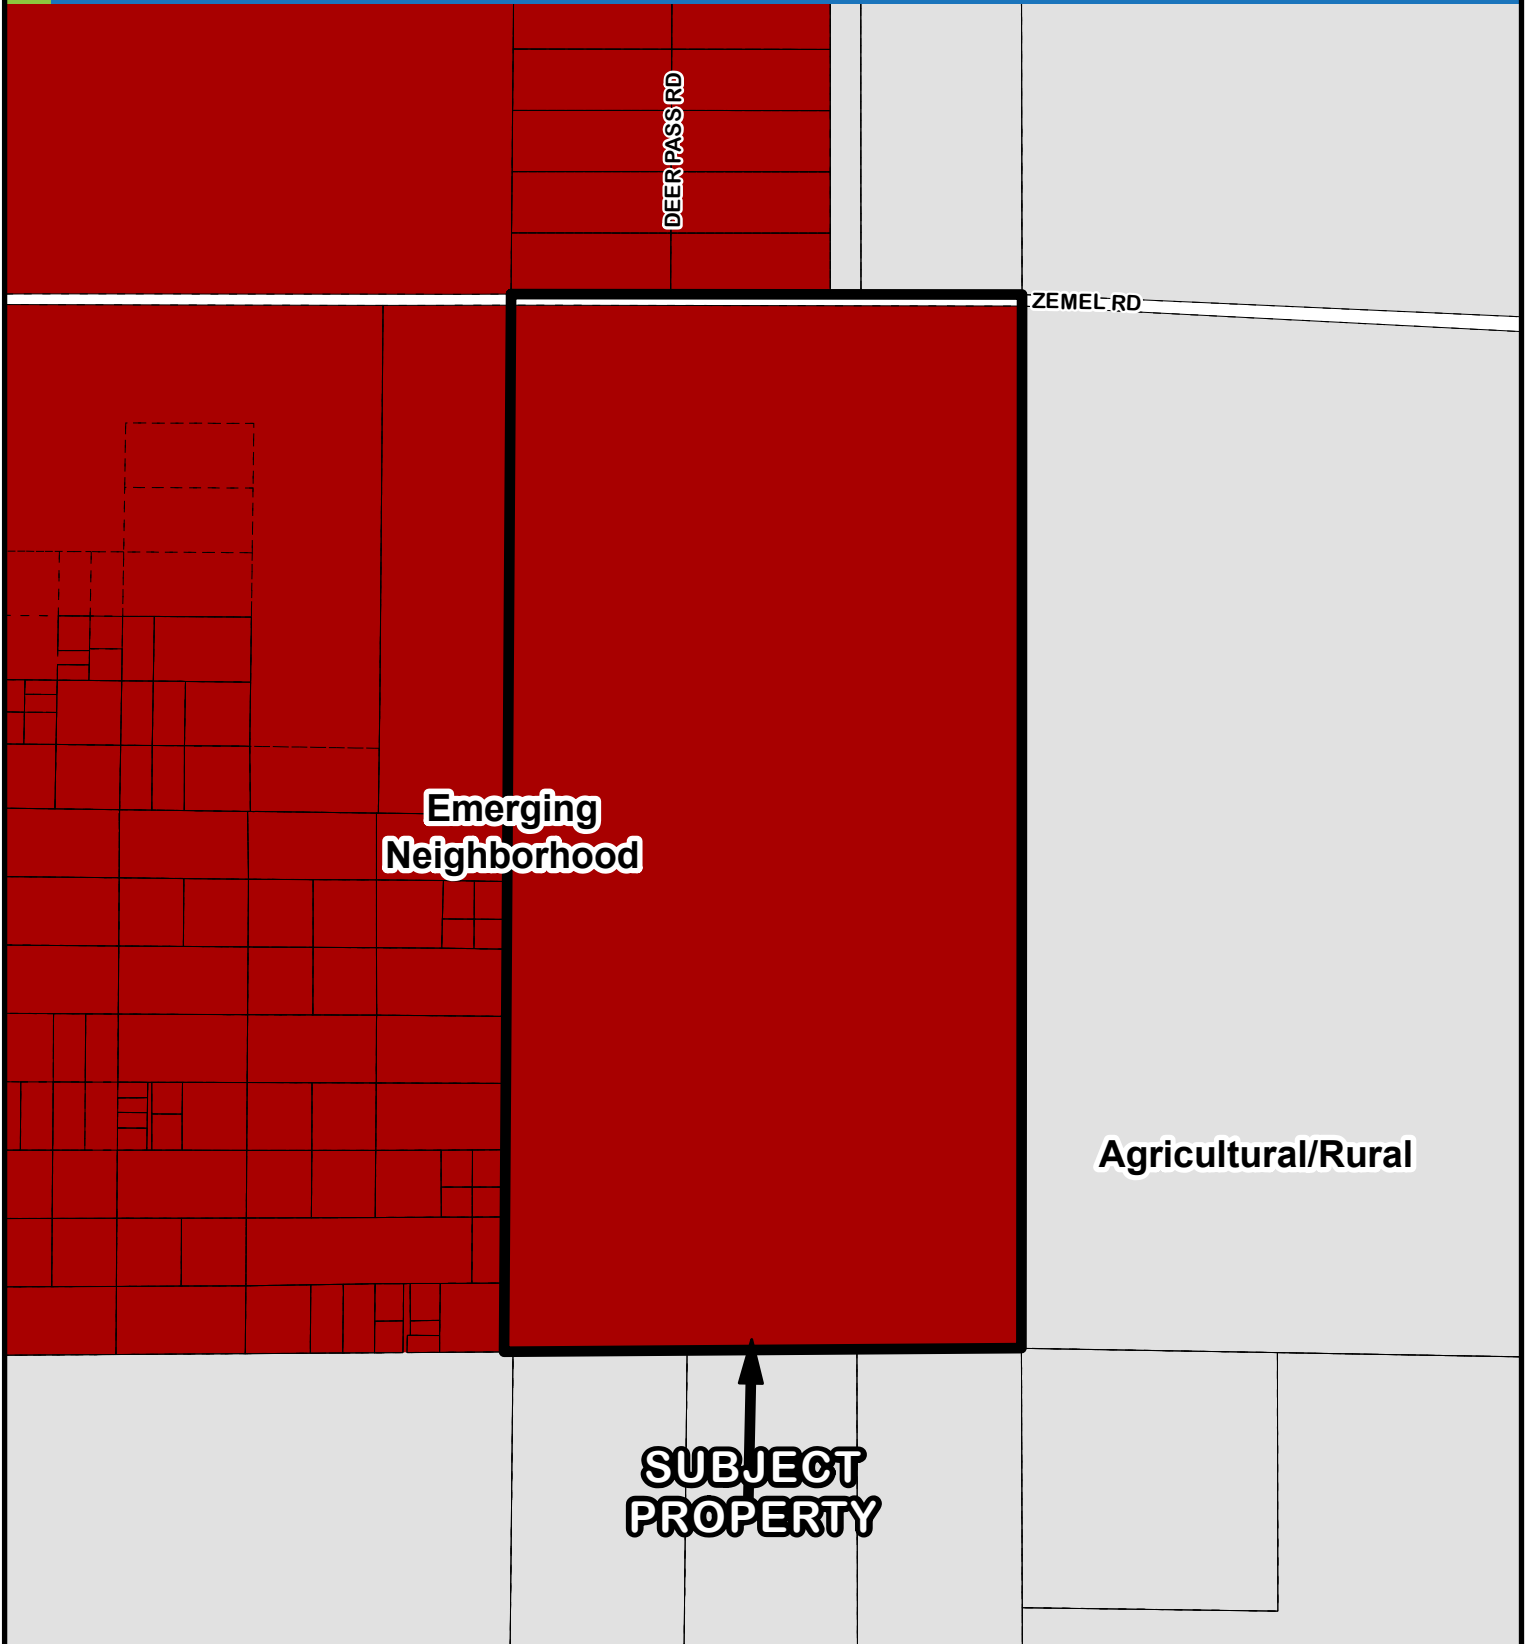 DEER PASS RD
ZEMEL RD
Emerging
Neighborhood
Agricultural/Rural
SUBJECT
PROPERTY